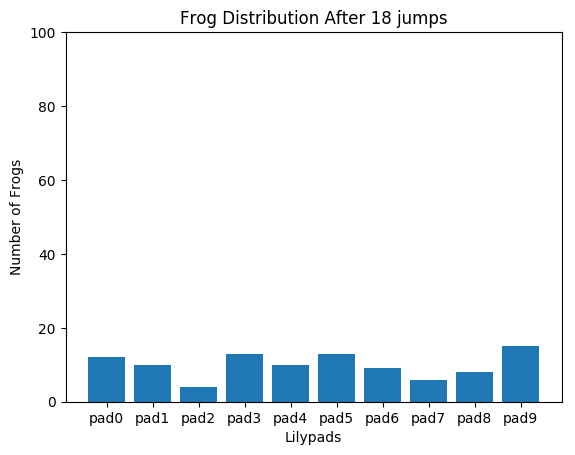 Frog Distribution After 18 jumps
100
80
60
40
20
0
Number of Frogs
pad0 pad1 pad2 pad3 pad4 pad5 pad6 pad7 pad8 pad9
Lilypads